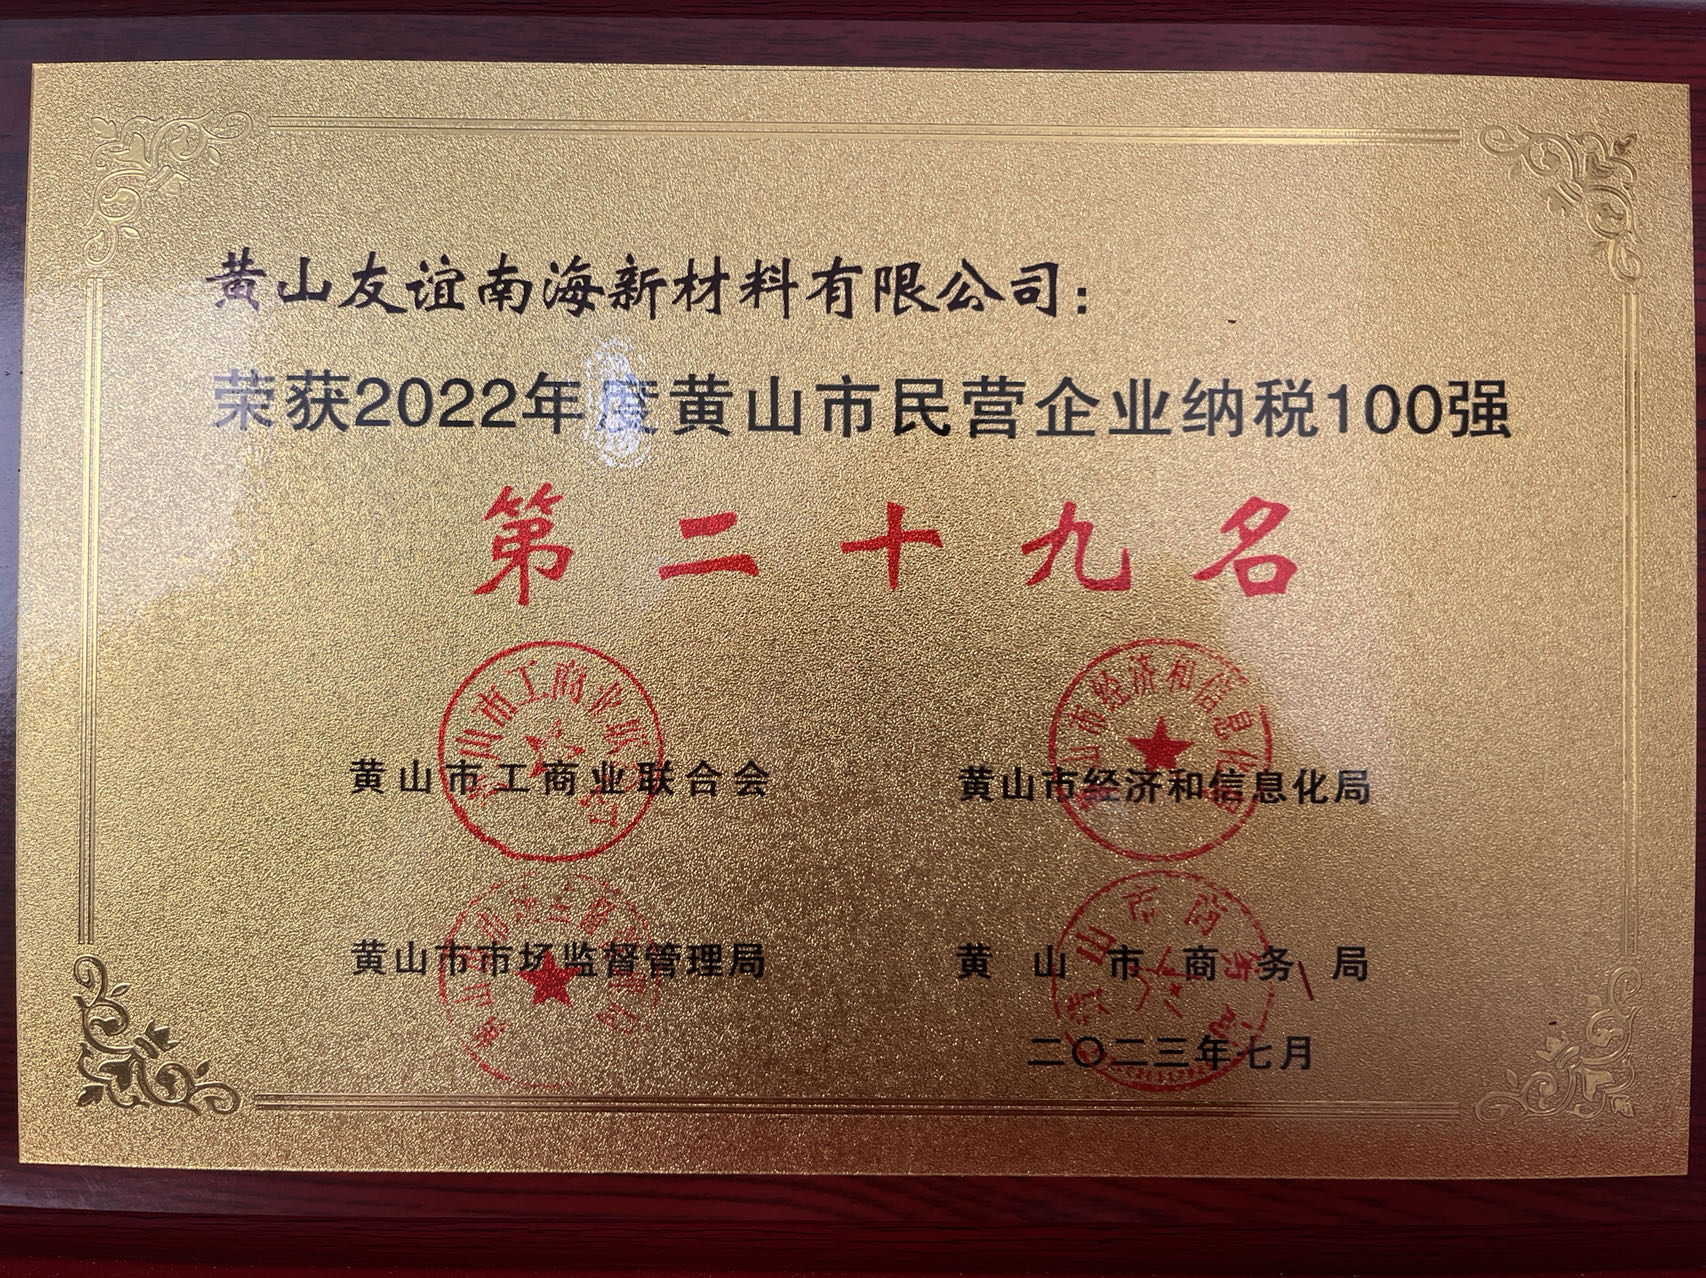 黄山友谊南海新材料有限公司：
荣获2022年度黄山市民营企业纳税100强
第二十九名
黄山市工商业联合会
黄山市经济和信息化局
黄山市市场监督管理局
黄山市商务局
二〇二三年七月